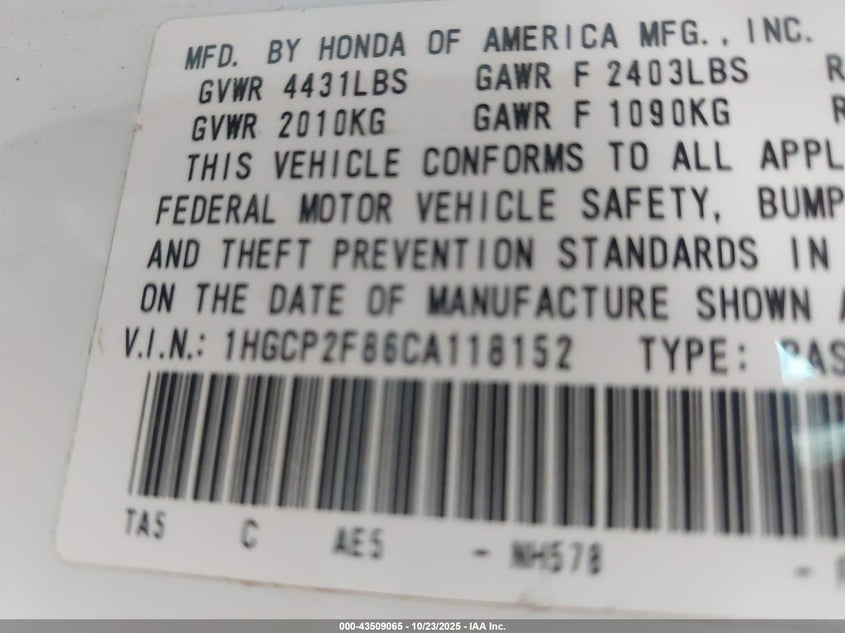 MFD. BY HONDA OF AMERICA MFG., INC.
GVWR 4431LBS GAWR F 2403LBS R
GVWR 2010KG GAWR F 1090KG R
THIS VEHICLE CONFORMS TO ALL APPL
FEDERAL MOTOR VEHICLE SAFETY, BUMP
AND THEFT PREVENTION STANDARDS IN
ON THE DATE OF MANUFACTURE SHOWN A
V.I.N.: 1HGCP2F86CA118152 TYPE: PAS
TA5 C AE5 - NH578 -
000-43509065 - 10/23/2025 - IAA Inc.